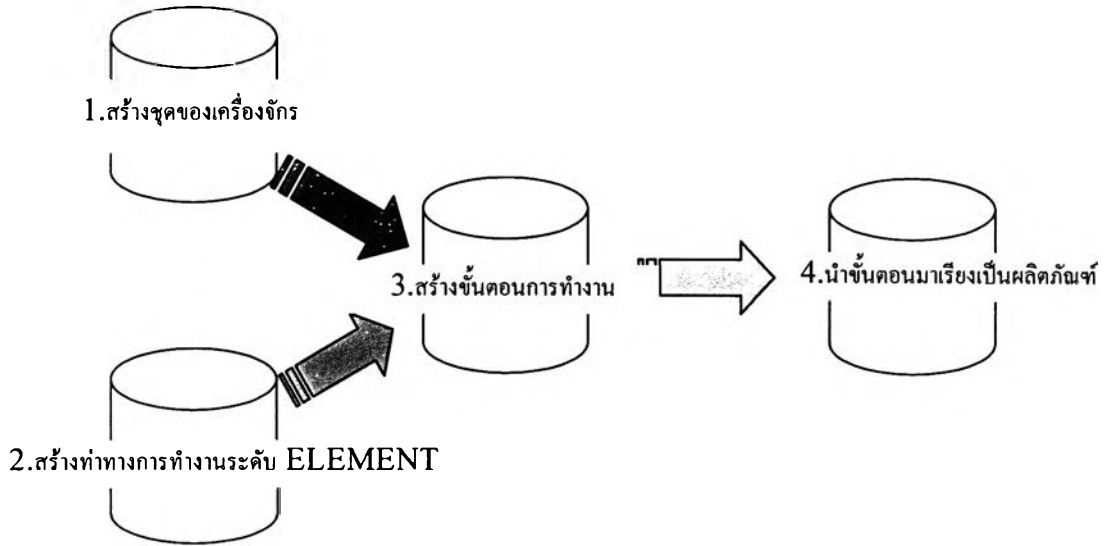 1.สร้างชุดของเครื่องจักร
3.สร้างขั้นตอนการทำงาน
4.นำขั้นตอนมาเรียงเป็นผลิตภัณฑ์
2.สร้างท่าทางการทำงานระดับ ELEMENT